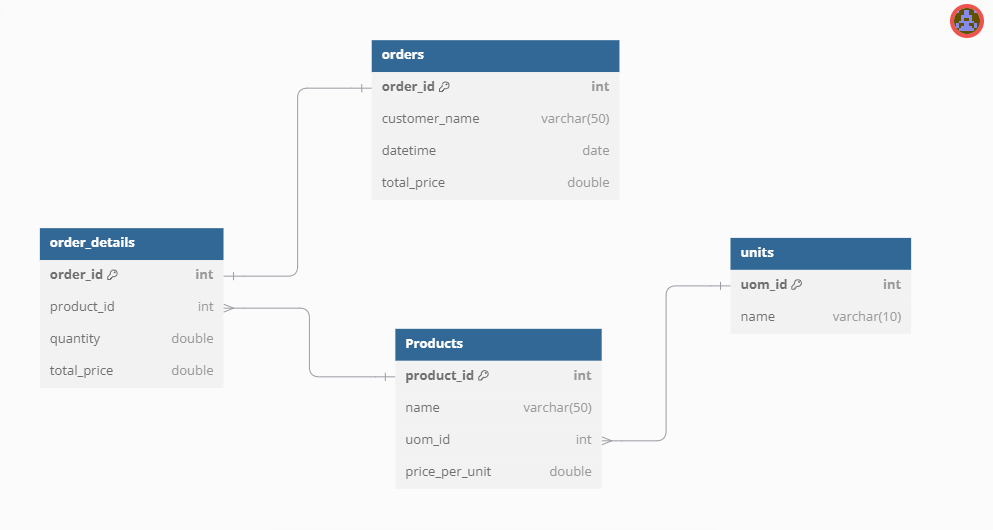 orders
order_id int
customer_name varchar(50)
datetime date
total_price double
order_details
order_id int
product_id int
quantity double
total_price double
units
uom_id int
name varchar(10)
Products
product_id int
name varchar(50)
uom_id int
price_per_unit double